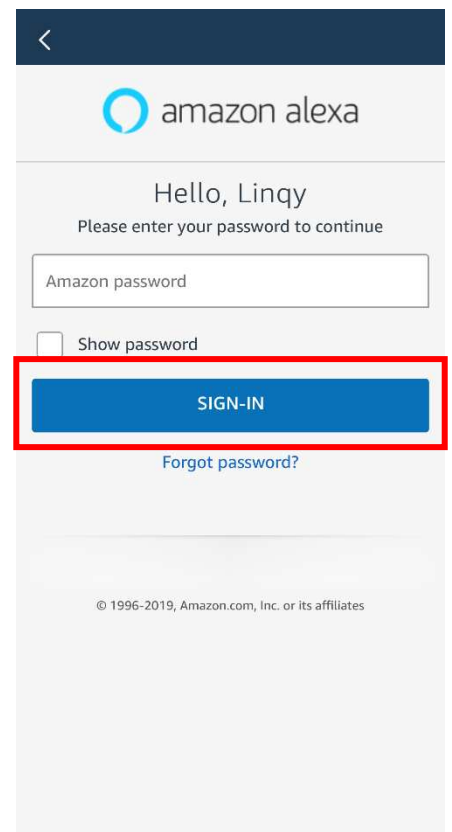 amazon alexa
Hello, Linqy
Please enter your password to continue
Amazon password
Show password
SIGN-IN
Forgot password?
© 1996-2019, Amazon.com, Inc. or its affiliates